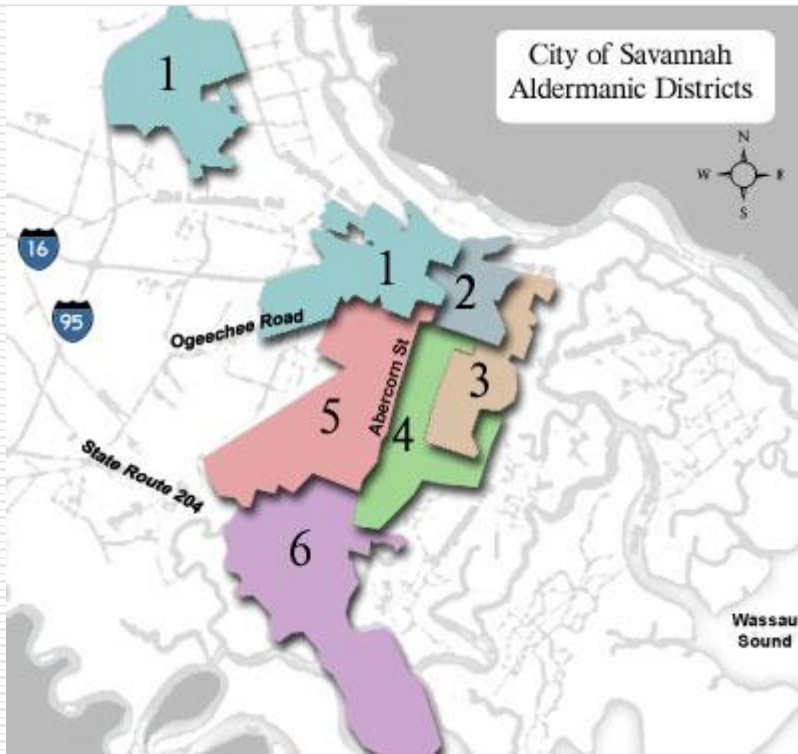 City of Savannah
Aldermanic Districts
N
W E
S
1
16
1
2
95
Ogeechee Road
Abercorn St
3
5
4
State Route 204
6
Wassau
Sound